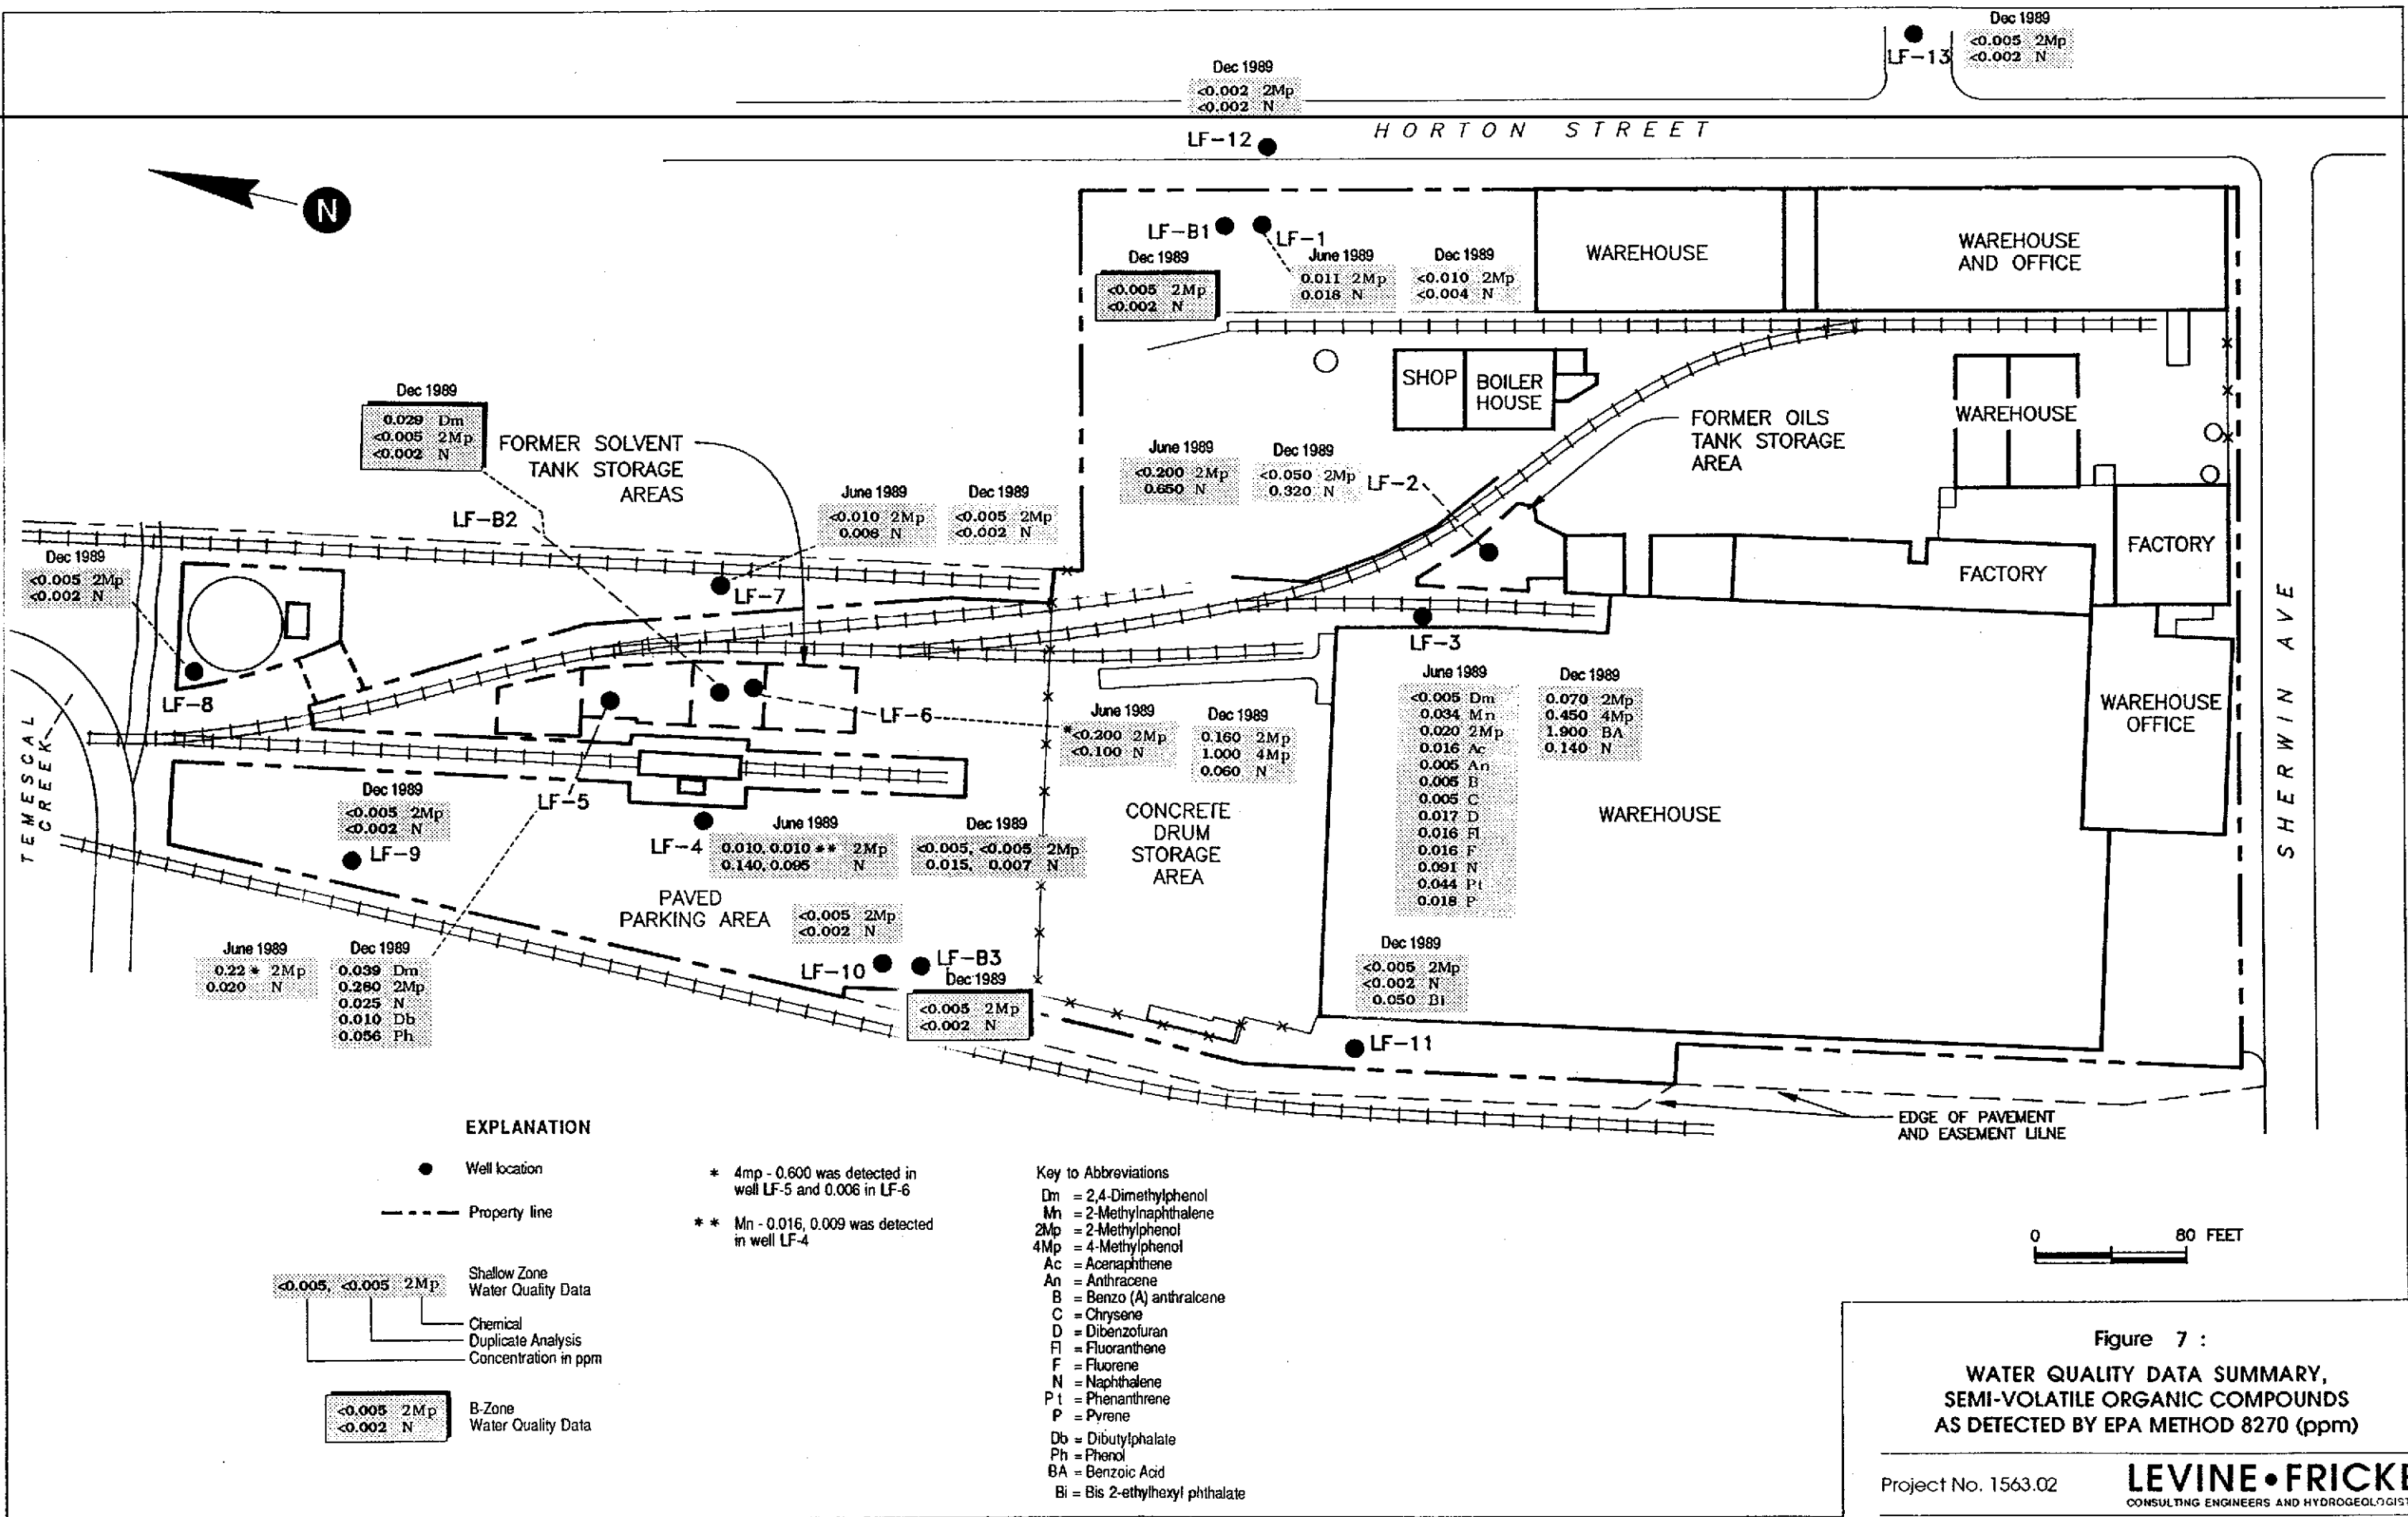 Dec 1989
<0.005 2Mp
<0.002 N
LF-13
Dec 1989
<0.002 2Mp
<0.002 N
HORTON STREET
LF-12
N
LF-B1
LF-1
Dec 1989
<0.005 2Mp
<0.002 N
June 1989
0.011 2Mp
0.018 N
Dec 1989
<0.010 2Mp
<0.004 N
WAREHOUSE
WAREHOUSE
AND OFFICE
SHOP
BOILER
HOUSE
FORMER OILS
TANK STORAGE
AREA
WAREHOUSE
Dec 1989
0.029 Dm
<0.005 2Mp
<0.002 N
FORMER SOLVENT
TANK STORAGE
AREAS
LF-B2
June 1989
<0.010 2Mp
0.006 N
Dec 1989
<0.005 2Mp
<0.002 N
LF-7
June 1989
<0.200 2Mp
0.650 N
Dec 1989
<0.050 2Mp
0.320 N
LF-2
FACTORY
FACTORY
Dec 1989
<0.005 2Mp
<0.002 N
LF-8
LF-3
SHERWIN AVE
TEMESCAL
CREEK
LF-6
June 1989
*<0.200 2Mp
<0.100 N
Dec 1989
0.160 2Mp
1.000 4Mp
0.060 N
June 1989
<0.005 Dm
0.034 Mn
0.020 2Mp
0.016 Ac
0.005 An
0.005 B
0.005 C
0.017 D
0.016 Fl
0.016 F
0.091 N
0.044 Pt
0.018 P
Dec 1989
0.070 2Mp
0.450 4Mp
1.900 BA
0.140 N
WAREHOUSE
OFFICE
WAREHOUSE
Dec 1989
<0.005 2Mp
<0.002 N
LF-9
LF-5
LF-4
June 1989
0.010, 0.010 ** 2Mp
0.140, 0.095 N
Dec 1989
<0.005, <0.005 2Mp
0.015, 0.007 N
CONCRETE
DRUM
STORAGE
AREA
PAVED
PARKING AREA
<0.005 2Mp
<0.002 N
LF-10
LF-B3
Dec 1989
<0.005 2Mp
<0.002 N
June 1989
0.22 * 2Mp
0.020 N
Dec 1989
0.039 Dm
0.280 2Mp
0.025 N
0.010 Db
0.056 Ph
Dec 1989
<0.005 2Mp
<0.002 N
0.050 Bi
LF-11
EDGE OF PAVEMENT
AND EASEMENT LILNE
EXPLANATION
Well location
Property line
<0.005, <0.005 2Mp
Shallow Zone
Water Quality Data
Chemical
Duplicate Analysis
Concentration in ppm
<0.005 2Mp
<0.002 N
B-Zone
Water Quality Data
* 4mp - 0.600 was detected in
well LF-5 and 0.006 in LF-6
** Mn - 0.016, 0.009 was detected
in well LF-4
Key to Abbreviations
Dm = 2,4-Dimethylphenol
Mn = 2-Methylnaphthalene
2Mp = 2-Methylphenol
4Mp = 4-Methylphenol
Ac = Acenaphthene
An = Anthracene
B = Benzo (A) anthralcene
C = Chrysene
D = Dibenzofuran
Fl = Fluoranthene
F = Fluorene
N = Naphthalene
Pt = Phenanthrene
P = Pyrene
Db = Dibutylphalate
Ph = Phenol
BA = Benzoic Acid
Bi = Bis 2-ethylhexyl phthalate
0 80 FEET
Figure 7 :
WATER QUALITY DATA SUMMARY,
SEMI-VOLATILE ORGANIC COMPOUNDS
AS DETECTED BY EPA METHOD 8270 (ppm)
Project No. 1563.02
LEVINE•FRICKE
CONSULTING ENGINEERS AND HYDROGEOLOGIST